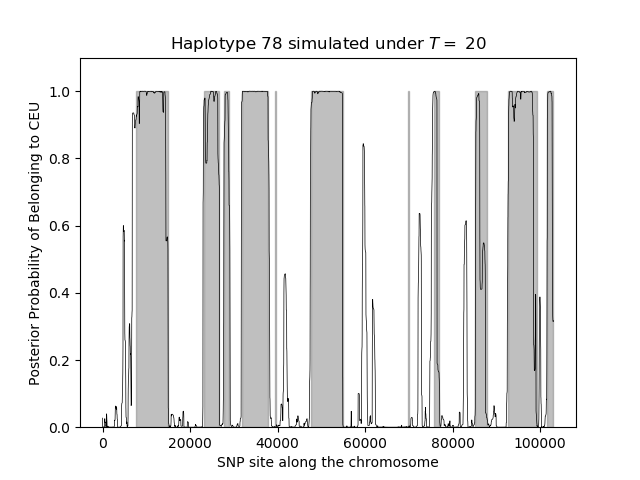 Haplotype 78 simulated under T = 20
Posterior Probability of Belonging to CEU
1.0
0.8
0.6
0.4
0.2
0.0
0 20000 40000 60000 80000 100000
SNP site along the chromosome